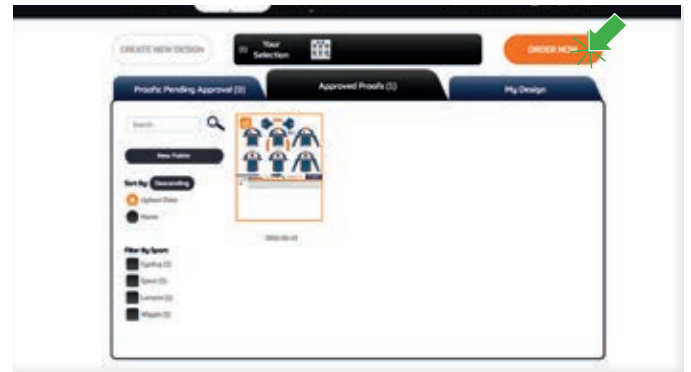 CREATE NEW DESIGN
(1) Your Selection
ORDER NOW
Proofs: Pending Approval (0)
Approved Proofs (1)
My Design
Search
New Folder
Sort By: Descending
Upload Date
Name
Filter By Sport:
Cycling (0)